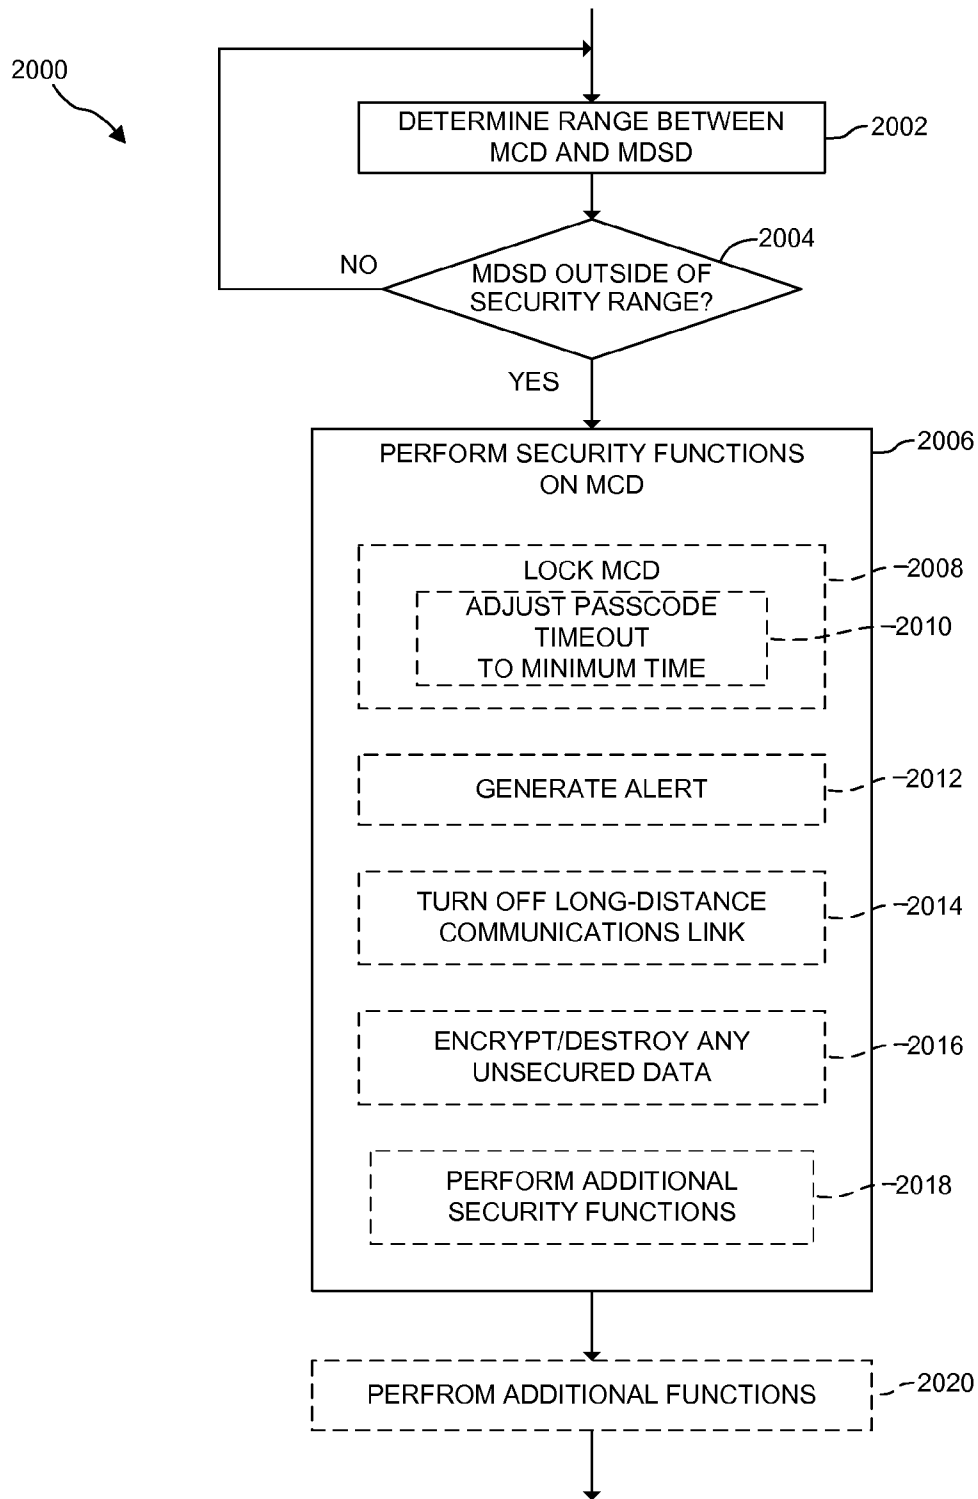 2000
DETERMINE RANGE BETWEEN
MCD AND MDSD
2002
2004
NO
MDSD OUTSIDE OF
SECURITY RANGE?
YES
2006
PERFORM SECURITY FUNCTIONS
ON MCD
LOCK MCD
2008
ADJUST PASSCODE
TIMEOUT
TO MINIMUM TIME
2010
GENERATE ALERT
2012
TURN OFF LONG-DISTANCE
COMMUNICATIONS LINK
2014
ENCRYPT/DESTROY ANY
UNSECURED DATA
2016
PERFORM ADDITIONAL
SECURITY FUNCTIONS
2018
PERFROM ADDITIONAL FUNCTIONS
2020